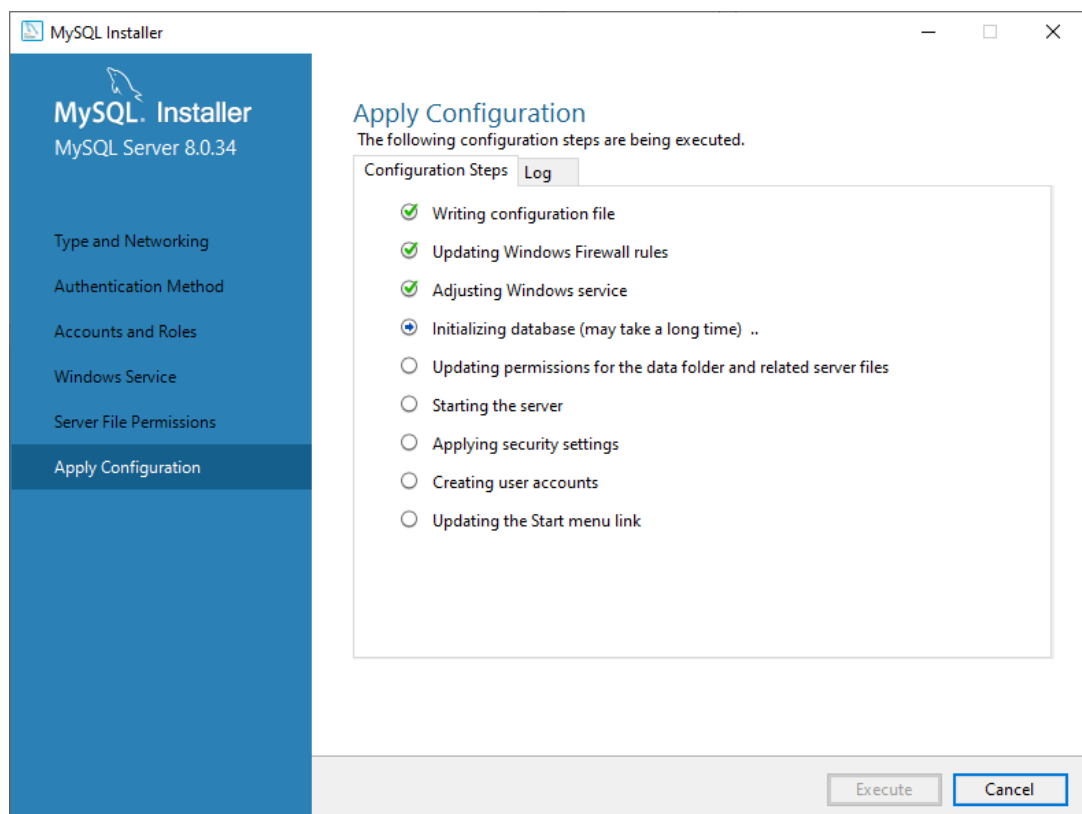 MySQL Installer
MySQL. Installer
MySQL Server 8.0.34
Type and Networking
Authentication Method
Accounts and Roles
Windows Service
Server File Permissions
Apply Configuration
Apply Configuration
The following configuration steps are being executed.
Configuration Steps
Log
Writing configuration file
Updating Windows Firewall rules
Adjusting Windows service
Initializing database (may take a long time) ..
Updating permissions for the data folder and related server files
Starting the server
Applying security settings
Creating user accounts
Updating the Start menu link
Execute
Cancel